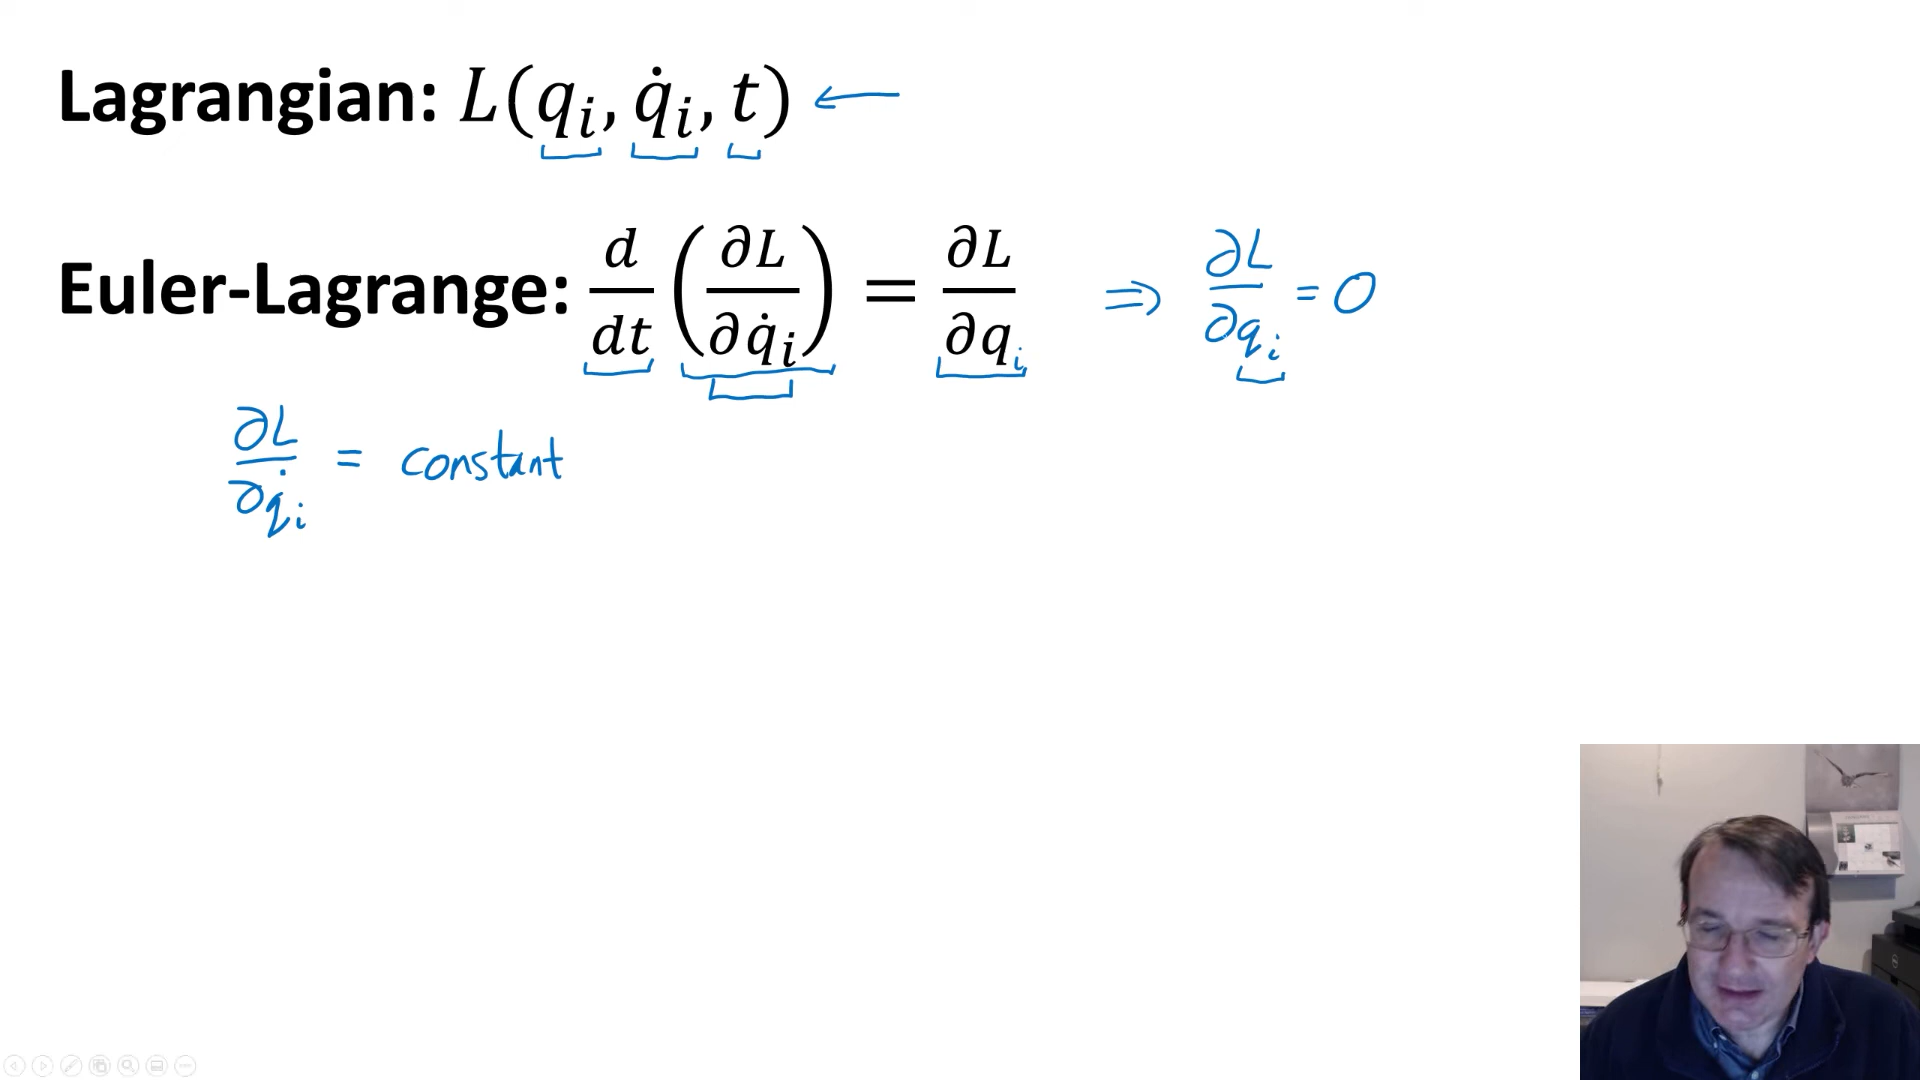 Lagrangian: L(qᵢ, q̇ᵢ, t) ←
Euler-Lagrange: d/dt (∂L/∂q̇ᵢ) = ∂L/∂qᵢ ⇒ ∂L/∂qᵢ = 0
∂L/∂q̇ᵢ = constant